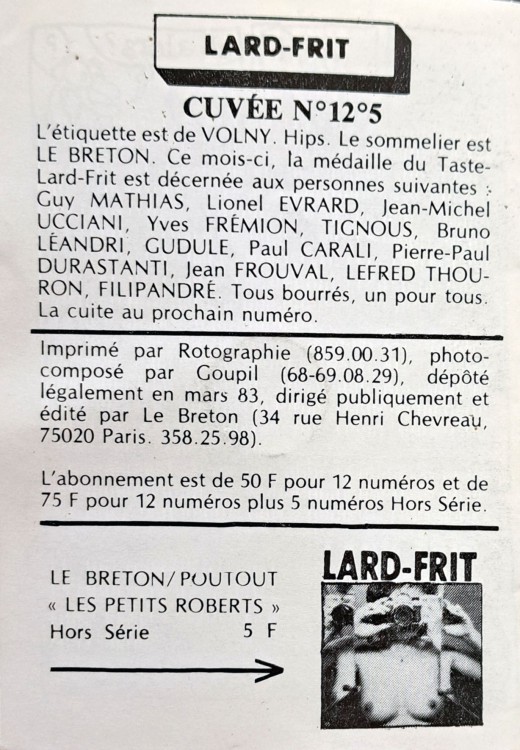 LARD-FRIT
CUVÉE N°12°5
L'étiquette est de VOLNY. Hips. Le sommelier est
LE BRETON. Ce mois-ci, la médaille du Taste-
Lard-Frit est décernée aux personnes suivantes :
Guy MATHIAS, Lionel EVRARD, Jean-Michel
UCCIANI, Yves FRÉMION, TIGNOUS, Bruno
LÉANDRI, GUDULE, Paul CARALI, Pierre-Paul
DURASTANTI, Jean FROUVAL, LEFRED THOU-
RON, FILIPANDRÉ. Tous bourrés, un pour tous.
La cuite au prochain numéro.
Imprimé par Rotographie (859.00.31), photo-
composé par Goupil (68-69.08.29), dépôté
légalement en mars 83, dirigé publiquement et
édité par Le Breton (34 rue Henri Chevreau,
75020 Paris. 358.25.98).
L'abonnement est de 50 F pour 12 numéros et de
75 F pour 12 numéros plus 5 numéros Hors Série.
LE BRETON/POUTOUT
« LES PETITS ROBERTS »
Hors Série 5 F
LARD-FRIT